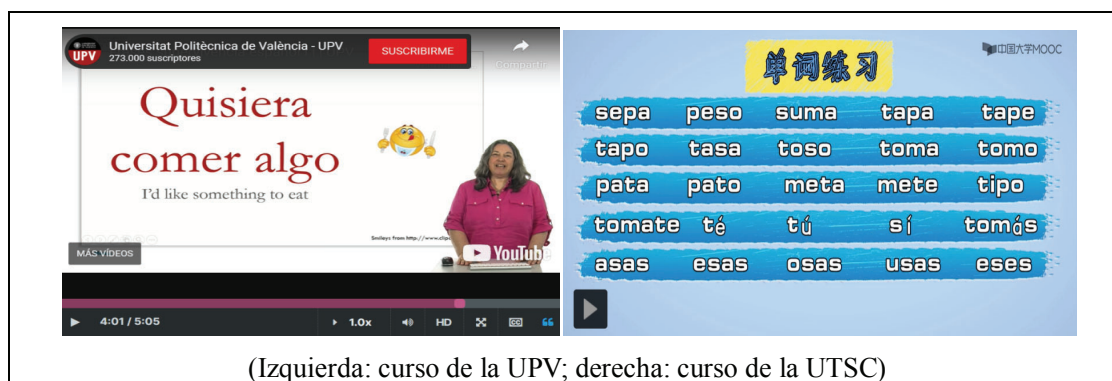 UPV
Universitat Politècnica de València - UPV
273.000 suscriptores
SUSCRIBIRME
Compartir
Quisiera
comer algo
I'd like something to eat
MÁS VÍDEOS
YouTube
4:01 / 5:05
1.0x
HD
CC
中国大学MOOC
单词练习
sepa peso suma tapa tape
tapo tasa toso toma tomo
pata pato meta mete tipo
tomate té tú sí tomás
asas esas osas usas eses
(Izquierda: curso de la UPV; derecha: curso de la UTSC)